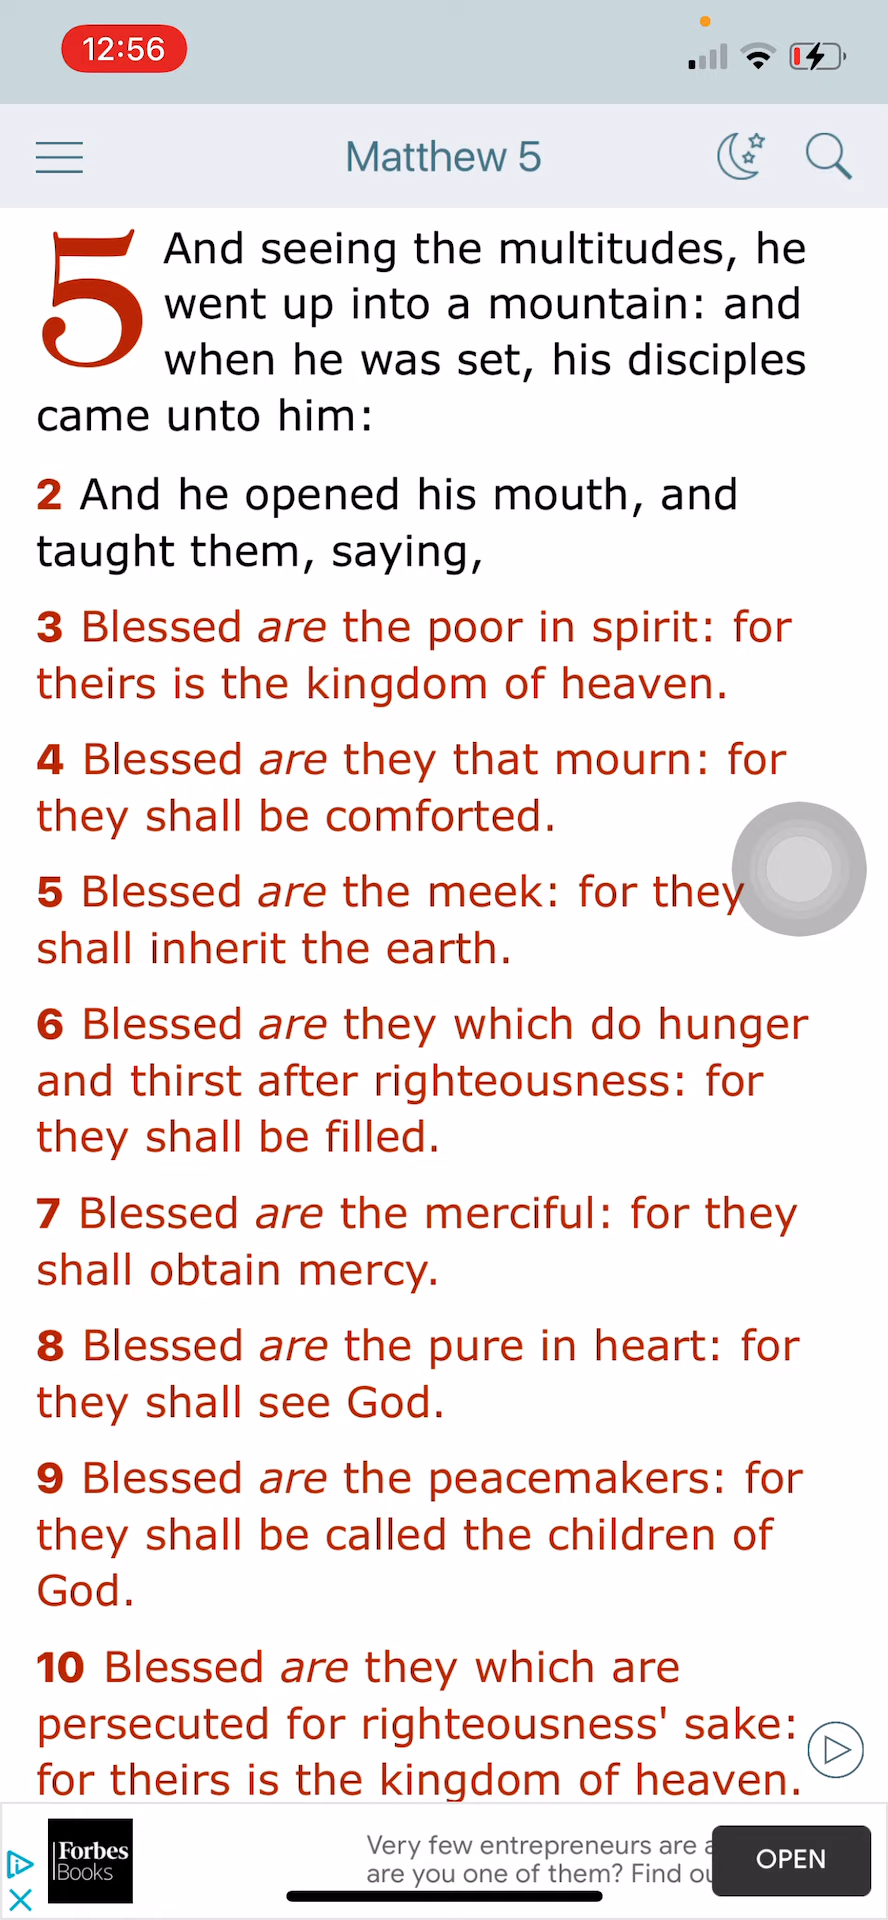 12:56
Matthew 5
5 And seeing the multitudes, he
went up into a mountain: and
when he was set, his disciples
came unto him:
2 And he opened his mouth, and
taught them, saying,
3 Blessed are the poor in spirit: for
theirs is the kingdom of heaven.
4 Blessed are they that mourn: for
they shall be comforted.
5 Blessed are the meek: for they
shall inherit the earth.
6 Blessed are they which do hunger
and thirst after righteousness: for
they shall be filled.
7 Blessed are the merciful: for they
shall obtain mercy.
8 Blessed are the pure in heart: for
they shall see God.
9 Blessed are the peacemakers: for
they shall be called the children of
God.
10 Blessed are they which are
persecuted for righteousness' sake:
for theirs is the kingdom of heaven.
Forbes
Books
Very few entrepreneurs are
are you one of them? Find
OPEN